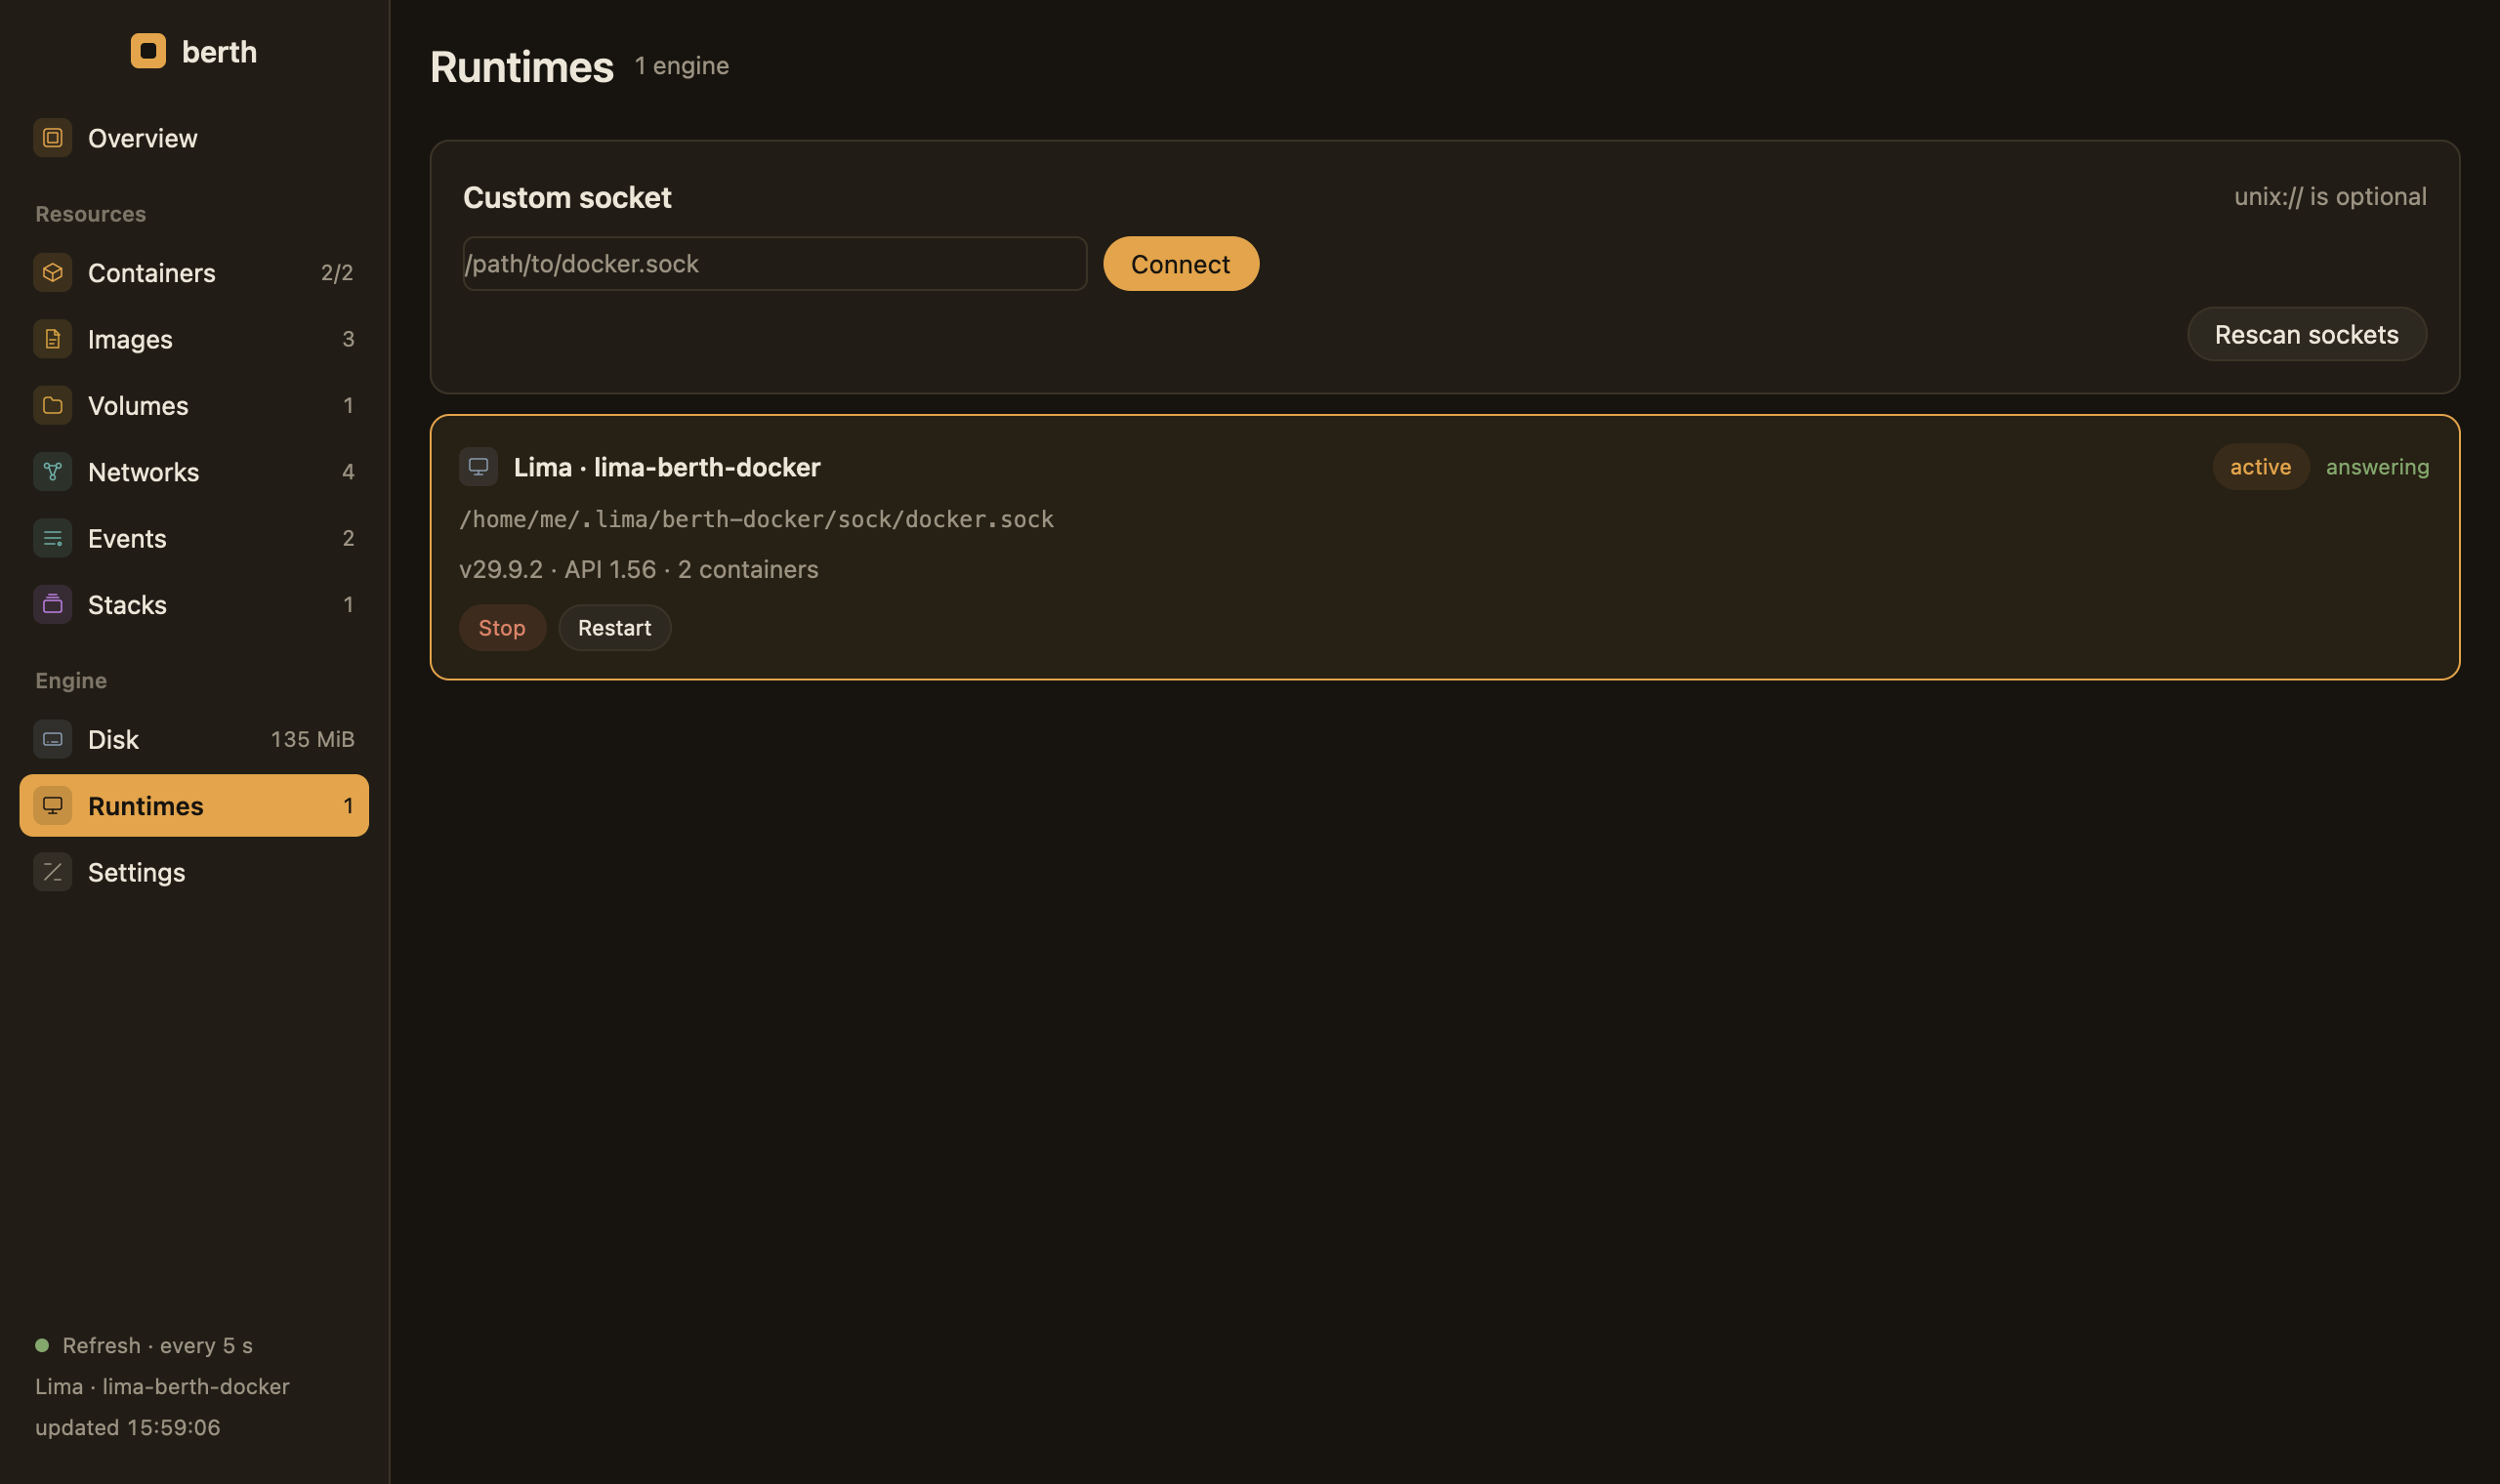 berth
Overview
Resources
Containers 2/2
Images 3
Volumes 1
Networks 4
Events 2
Stacks 1
Engine
Disk 135 MiB
Runtimes 1
Settings
Refresh · every 5 s
Lima · lima-berth-docker
updated 15:59:06
Runtimes 1 engine
Custom socket unix:// is optional
/path/to/docker.sock Connect
Rescan sockets
Lima · lima-berth-docker active answering
/home/me/.lima/berth-docker/sock/docker.sock
v29.9.2 · API 1.56 · 2 containers
Stop Restart